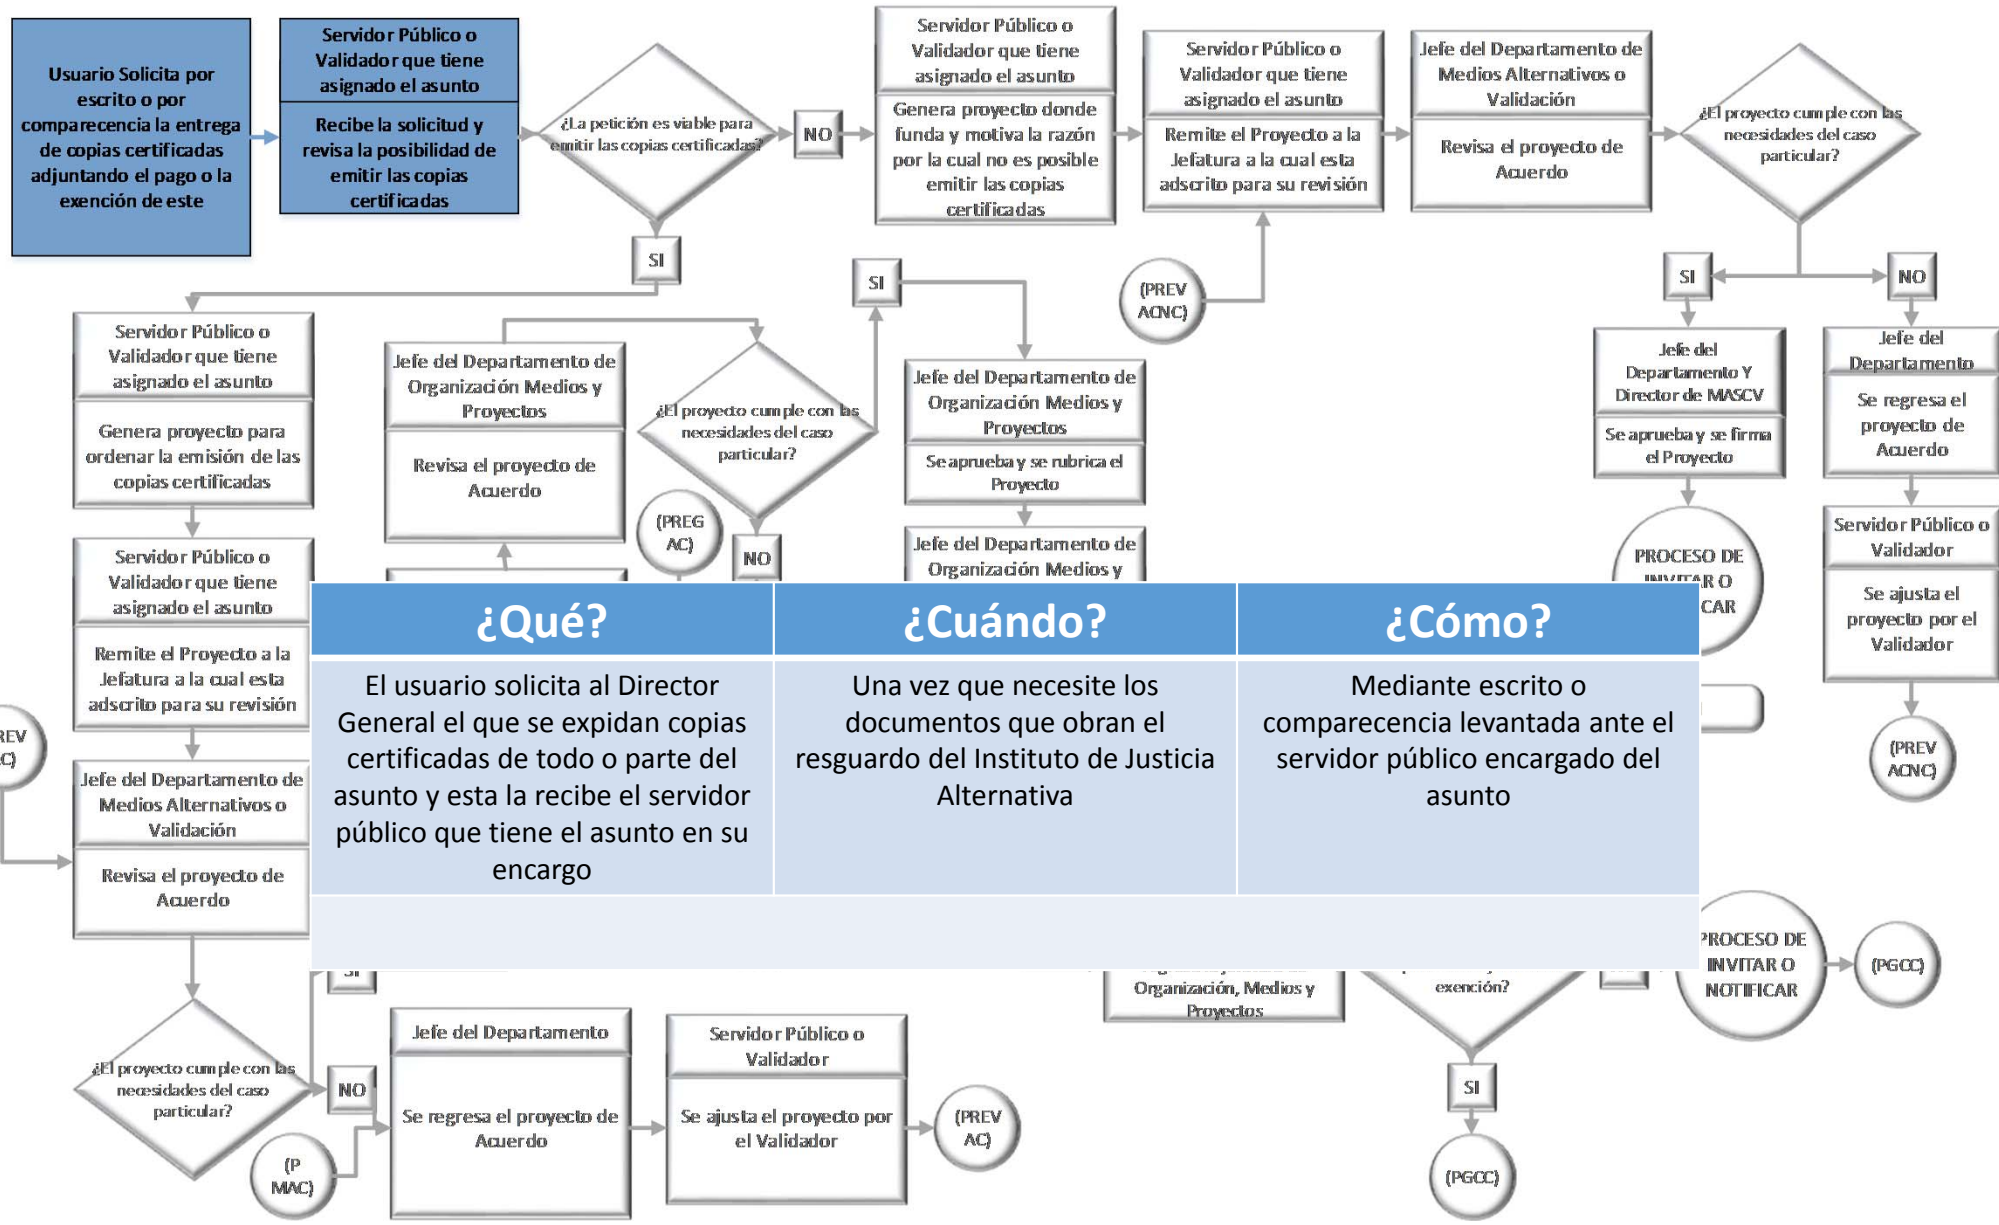 Usuario Solicita por
escrito o por
comparecencia la entrega
de copias certificadas
adjuntando el pago o la
exención de este
Servidor Público o
Validador que tiene
asignado el asunto
Recibe la solicitud y
revisa la posibilidad de
emitir las copias
certificadas
¿La petición es viable para
emitir las copias certificadas?
NO
Servidor Público o
Validador que tiene
asignado el asunto
Genera proyecto donde
funda y motiva la razón
por la cual no es posible
emitir las copias
certificadas
Servidor Público o
Validador que tiene
asignado el asunto
Remite el Proyecto a la
Jefatura a la cual esta
adscrito para su revisión
Jefe del Departamento de
Medios Alternativos o
Validación
Revisa el proyecto de
Acuerdo
¿El proyecto cumple con las
necesidades del caso
particular?
SI
SI
(PREV
ACNC)
SI
NO
Servidor Público o
Validador que tiene
asignado el asunto
Genera proyecto para
ordenar la emisión de las
copias certificadas
Jefe del Departamento de
Organización Medios y
Proyectos
Revisa el proyecto de
Acuerdo
¿El proyecto cumple con las
necesidades del caso
particular?
Jefe del Departamento de
Organización Medios y
Proyectos
Se aprueba y se rubrica el
Proyecto
Jefe del
Departamento Y
Director de MASCV
Se aprueba y se firma
el Proyecto
Jefe del
Departamento
Se regresa el
proyecto de
Acuerdo
(PREG
AC)
NO
Jefe del Departamento de
Organización Medios y
PROCESO DE
INVITAR O
CAR
Servidor Público o
Validador
Se ajusta el
proyecto por el
Validador
(PREV
ACNC)
Servidor Público o
Validador que tiene
asignado el asunto
Remite el Proyecto a la
Jefatura a la cual esta
adscrito para su revisión
¿Qué?
¿Cuándo?
¿Cómo?
El usuario solicita al Director
General el que se expidan copias
certificadas de todo o parte del
asunto y esta la recibe el servidor
público que tiene el asunto en su
encargo
Una vez que necesite los
documentos que obran el
resguardo del Instituto de Justicia
Alternativa
Mediante escrito o
comparecencia levantada ante el
servidor público encargado del
asunto
REV
C)
Jefe del Departamento de
Medios Alternativos o
Validación
Revisa el proyecto de
Acuerdo
SI
¿El proyecto cumple con las
necesidades del caso
particular?
NO
(P
MAC)
Jefe del Departamento
Se regresa el proyecto de
Acuerdo
Servidor Público o
Validador
Se ajusta el proyecto por
el Validador
(PREV
AC)
Organización, Medios y
Proyectos
exención?
PROCESO DE
INVITAR O
NOTIFICAR
(PGCC)
SI
(PGCC)